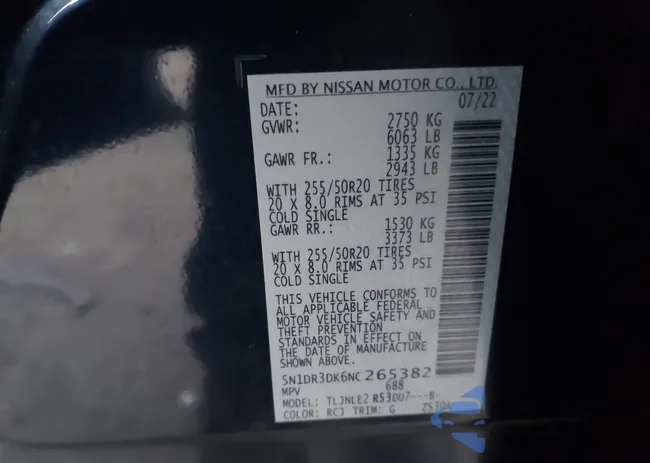 MFD BY NISSAN MOTOR CO., LTD.
DATE: 07/22
GVWR: 2750 KG
6063 LB
GAWR FR.: 1335 KG
2943 LB
WITH 255/50R20 TIRES
20 X 8.0 RIMS AT 35 PSI
COLD SINGLE
GAWR RR.: 1530 KG
3373 LB
WITH 255/50R20 TIRES
20 X 8.0 RIMS AT 35 PSI
COLD SINGLE
THIS VEHICLE CONFORMS TO
ALL APPLICABLE FEDERAL
MOTOR VEHICLE SAFETY AND
THEFT PREVENTION
STANDARDS IN EFFECT ON
THE DATE OF MANUFACTURE
SHOWN ABOVE.
5N1DR3DK6NC265382
MPV 688
MODEL: TLJNLE2 R53DU7---B-
COLOR: RCJ TRIM: G